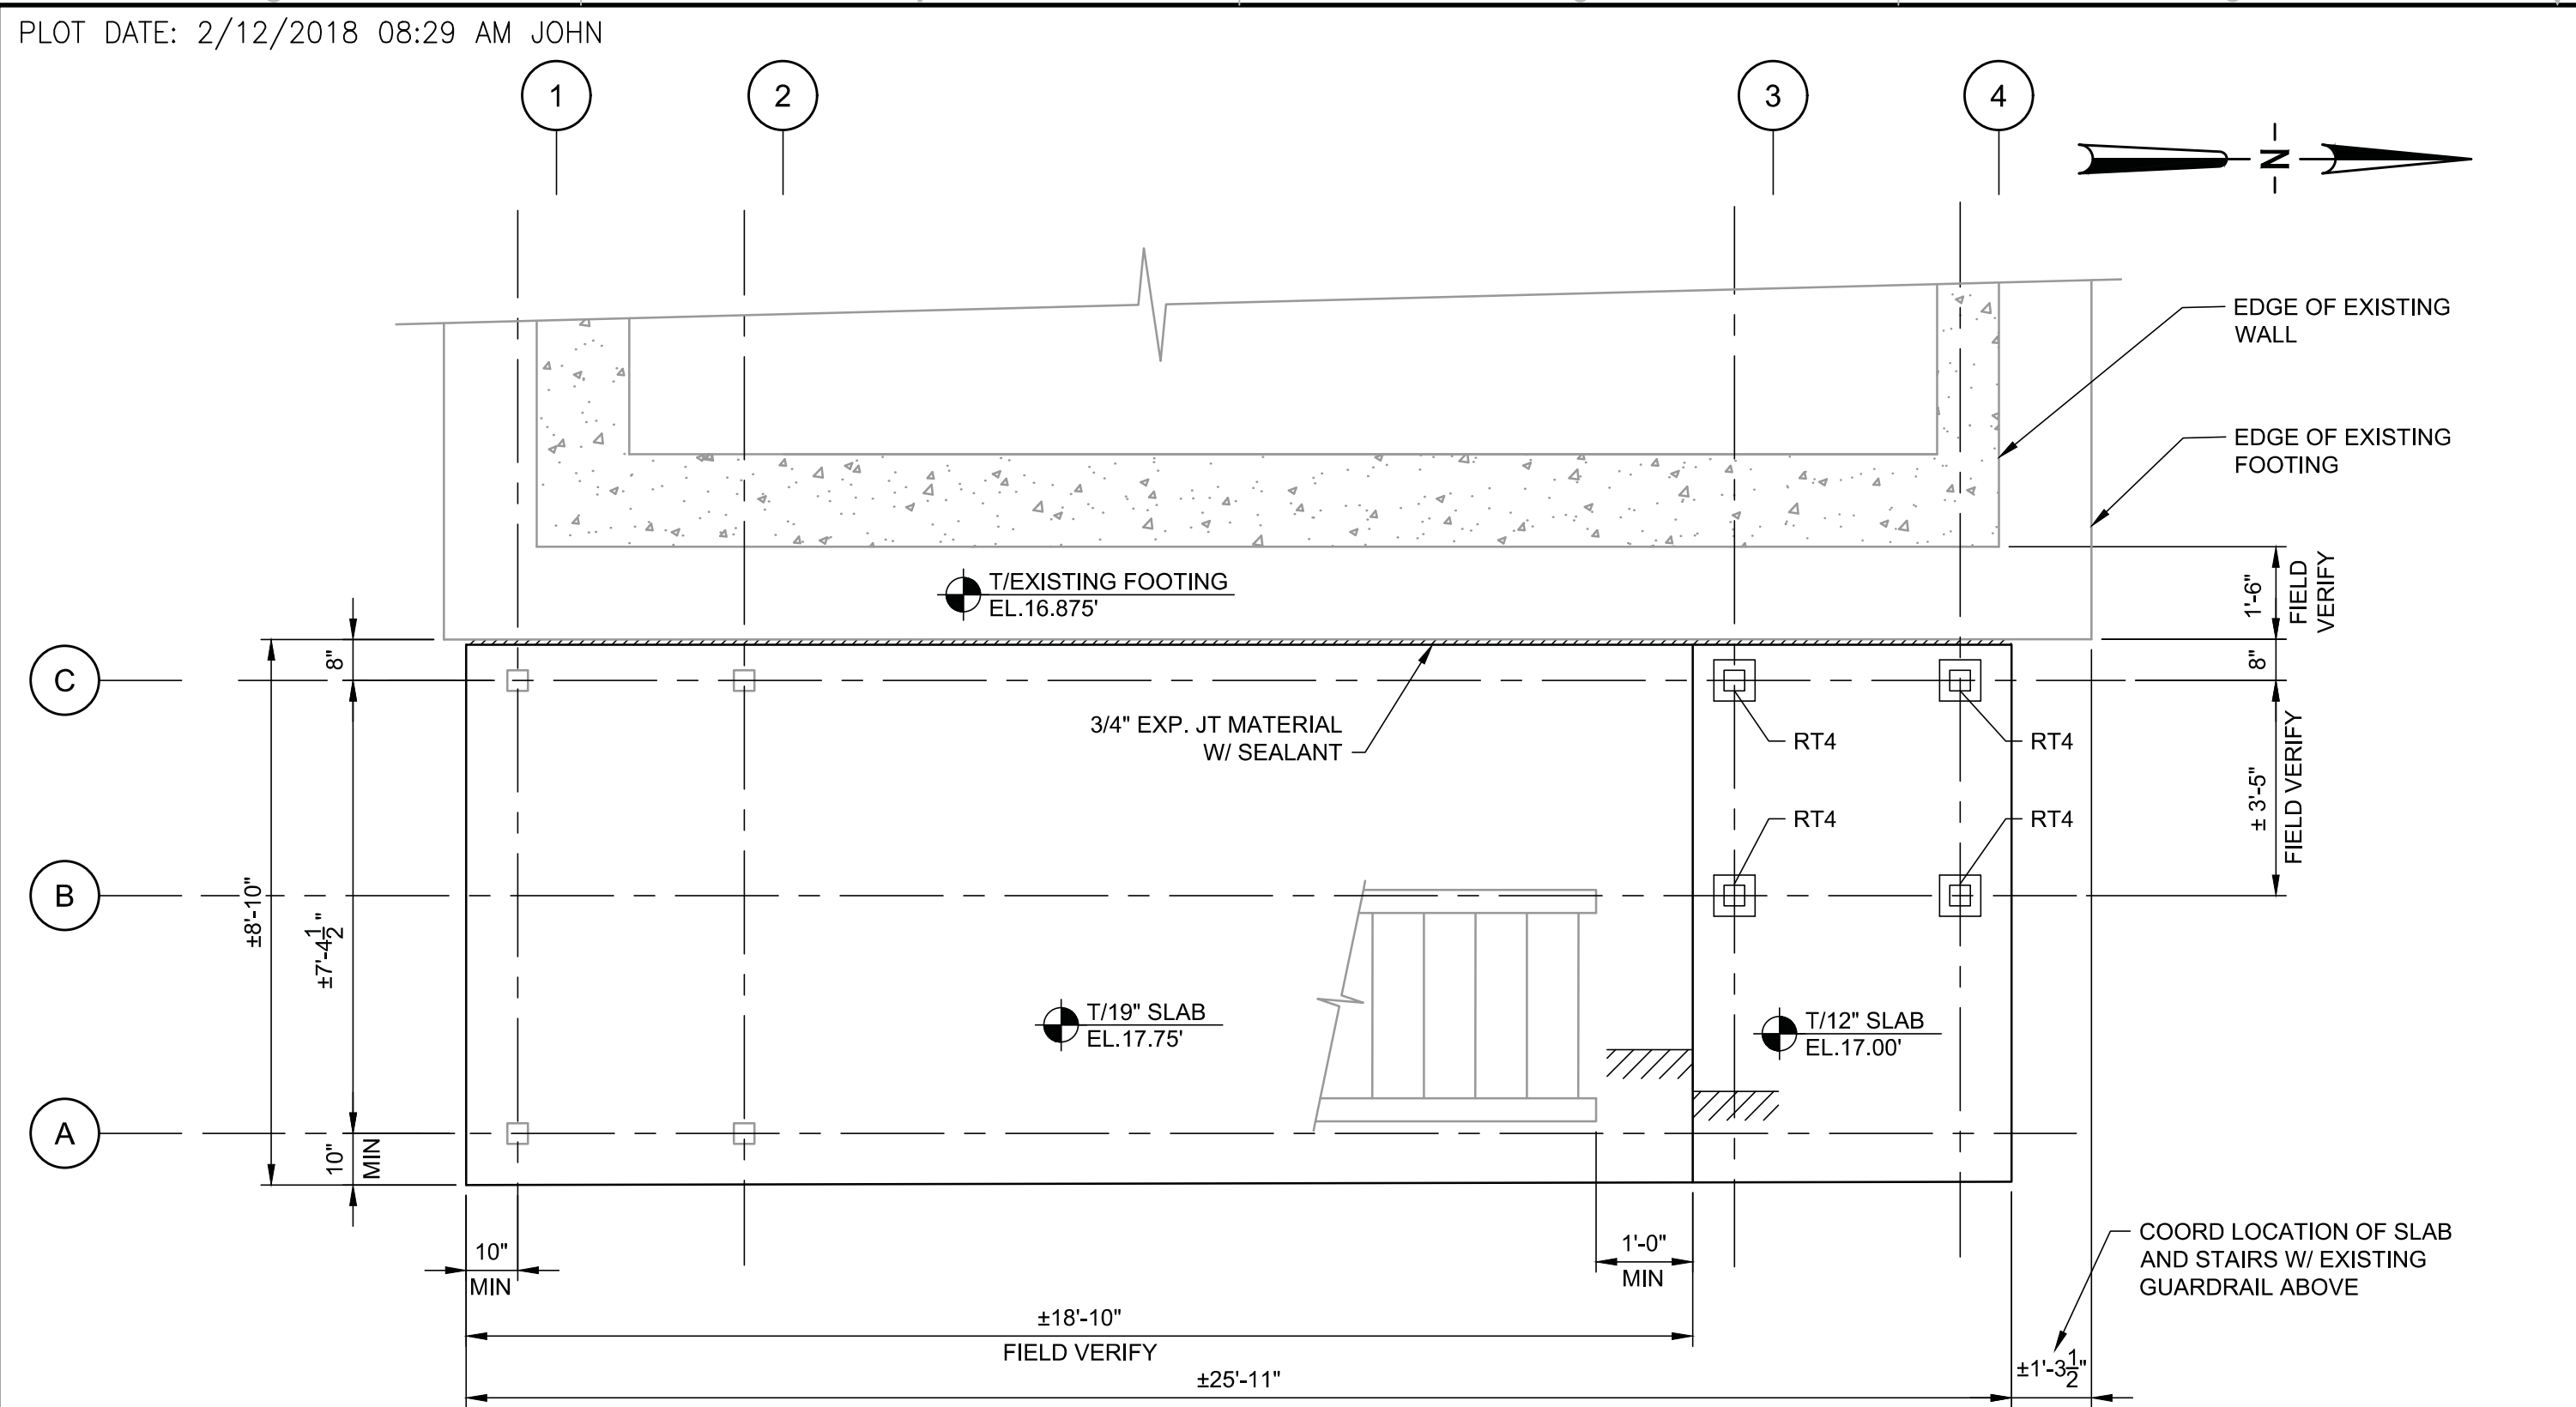 PLOT DATE: 2/12/2018 08:29 AM JOHN
1
2
3
4
-N-
EDGE OF EXISTING
WALL
EDGE OF EXISTING
FOOTING
T/EXISTING FOOTING
EL.16.875'
1'-6"
FIELD
VERIFY
8"
± 3'-5"
FIELD VERIFY
C
B
A
8"
±8'-10"
±7'-4 1/2"
10"
MIN
3/4" EXP. JT MATERIAL
W/ SEALANT
RT4
RT4
RT4
RT4
T/19" SLAB
EL.17.75'
T/12" SLAB
EL.17.00'
10"
MIN
1'-0"
MIN
COORD LOCATION OF SLAB
AND STAIRS W/ EXISTING
GUARDRAIL ABOVE
±18'-10"
FIELD VERIFY
±25'-11"
±1'-3 1/2"